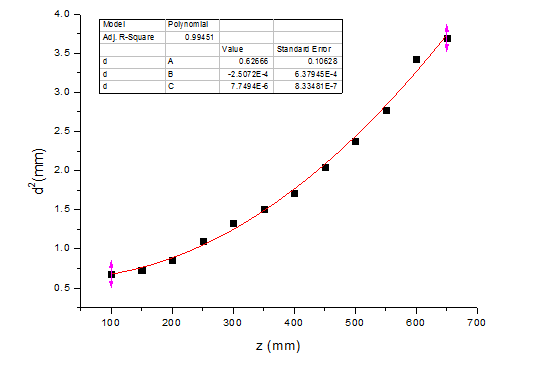 Model Polynomial
Adj. R-Square 0.99451
Value Standard Error
d A 0.62666 0.10628
d B -2.5072E-4 6.37945E-4
d C 7.7494E-6 8.33481E-7
4.0
3.5
3.0
2.5
2.0
1.5
1.0
0.5
d²(mm)
100 200 300 400 500 600 700
z (mm)